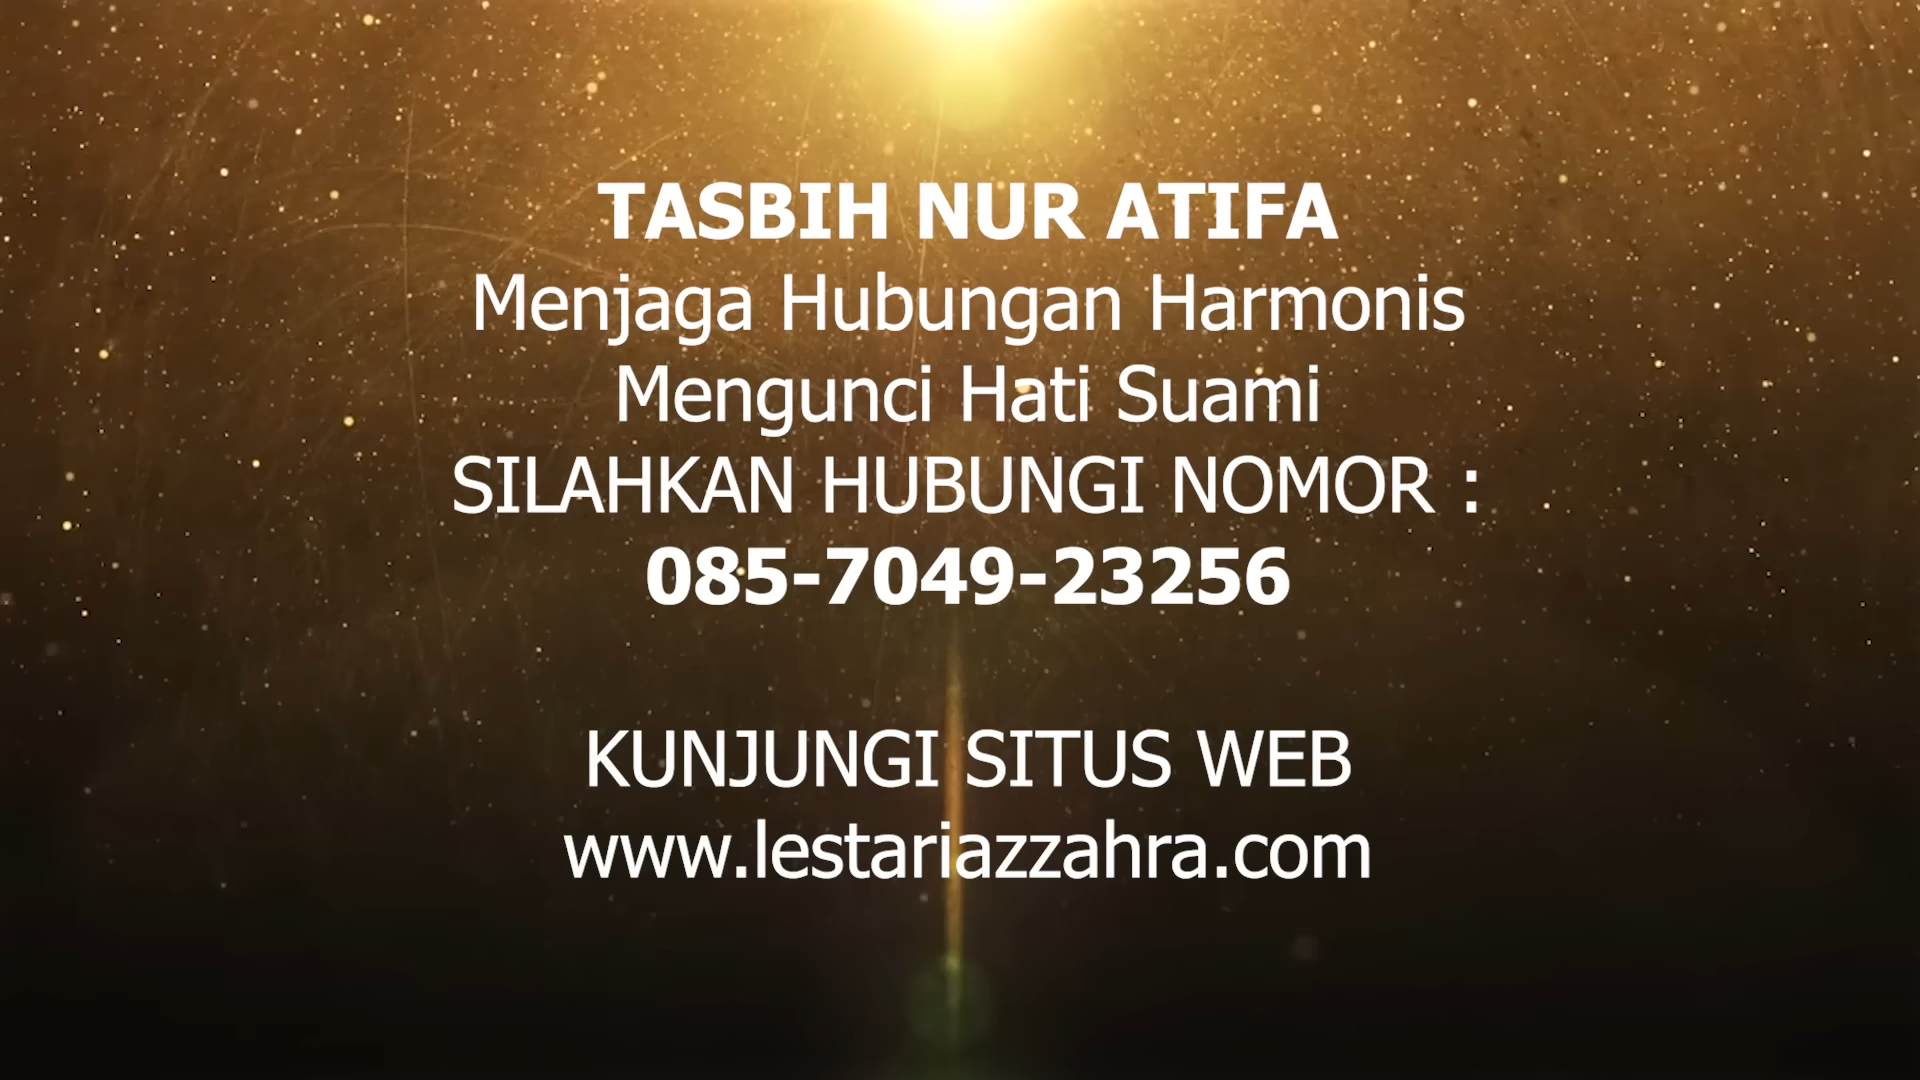 TASBIH NUR ATIFA
Menjaga Hubungan Harmonis
Mengunci Hati Suami
SILAHKAN HUBUNGI NOMOR :
085-7049-23256
KUNJUNGI SITUS WEB
www.lestariazzahra.com